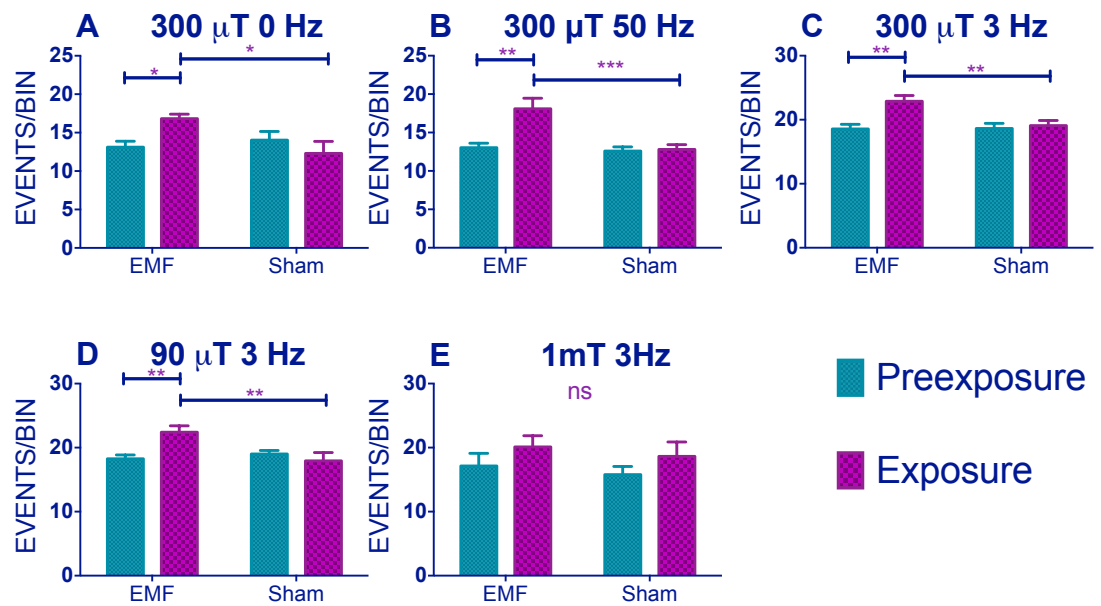 A 300 μT 0 Hz
25
20
15
10
5
0
EVENTS/BIN
*
*
EMF Sham
B 300 µT 50 Hz
25
20
15
10
5
0
EVENTS/BIN
**
***
EMF Sham
C 300 μT 3 Hz
30
20
10
0
EVENTS/BIN
**
**
EMF Sham
D 90 μT 3 Hz
30
20
10
0
EVENTS/BIN
**
**
EMF Sham
E 1mT 3Hz
ns
30
20
10
0
EVENTS/BIN
EMF Sham
Preexposure
Exposure